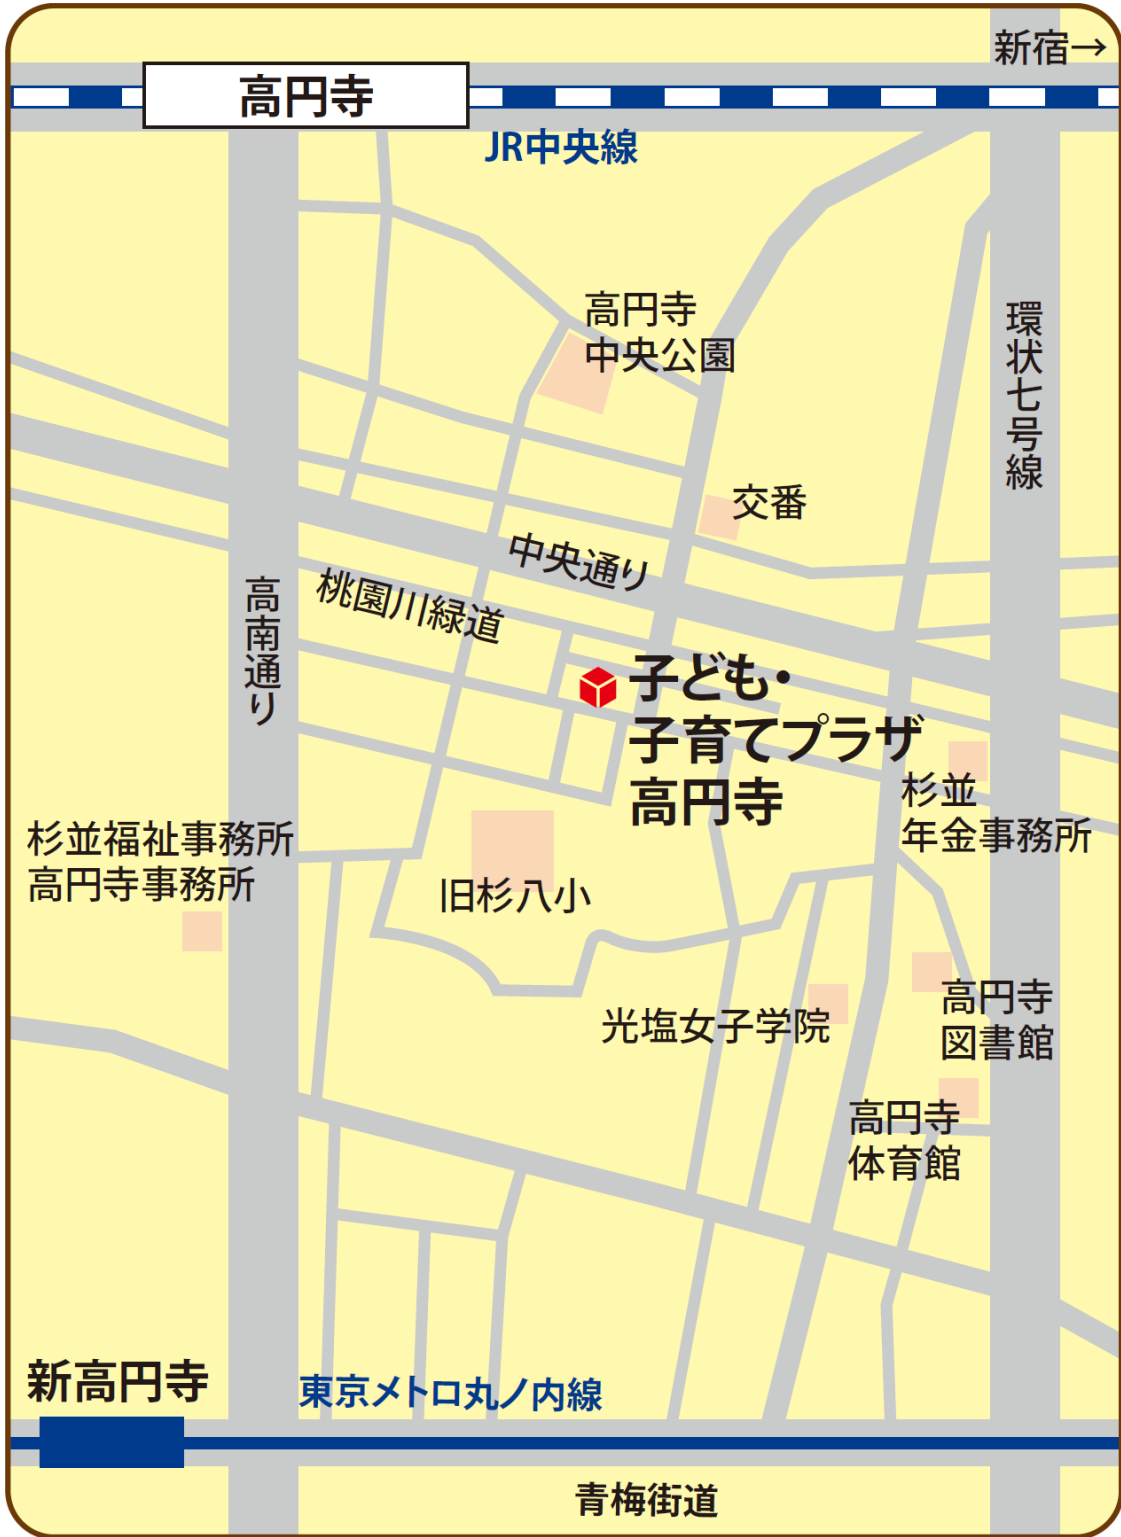 新宿→
高円寺
JR中央線
高円寺
中央公園
環状七号線
交番
中央通り
桃園川緑道
高南通り
子ども・
子育てプラザ
高円寺
杉並
年金事務所
杉並福祉事務所
高円寺事務所
旧杉八小
光塩女子学院
高円寺
図書館
高円寺
体育館
新高円寺
東京メトロ丸ノ内線
青梅街道